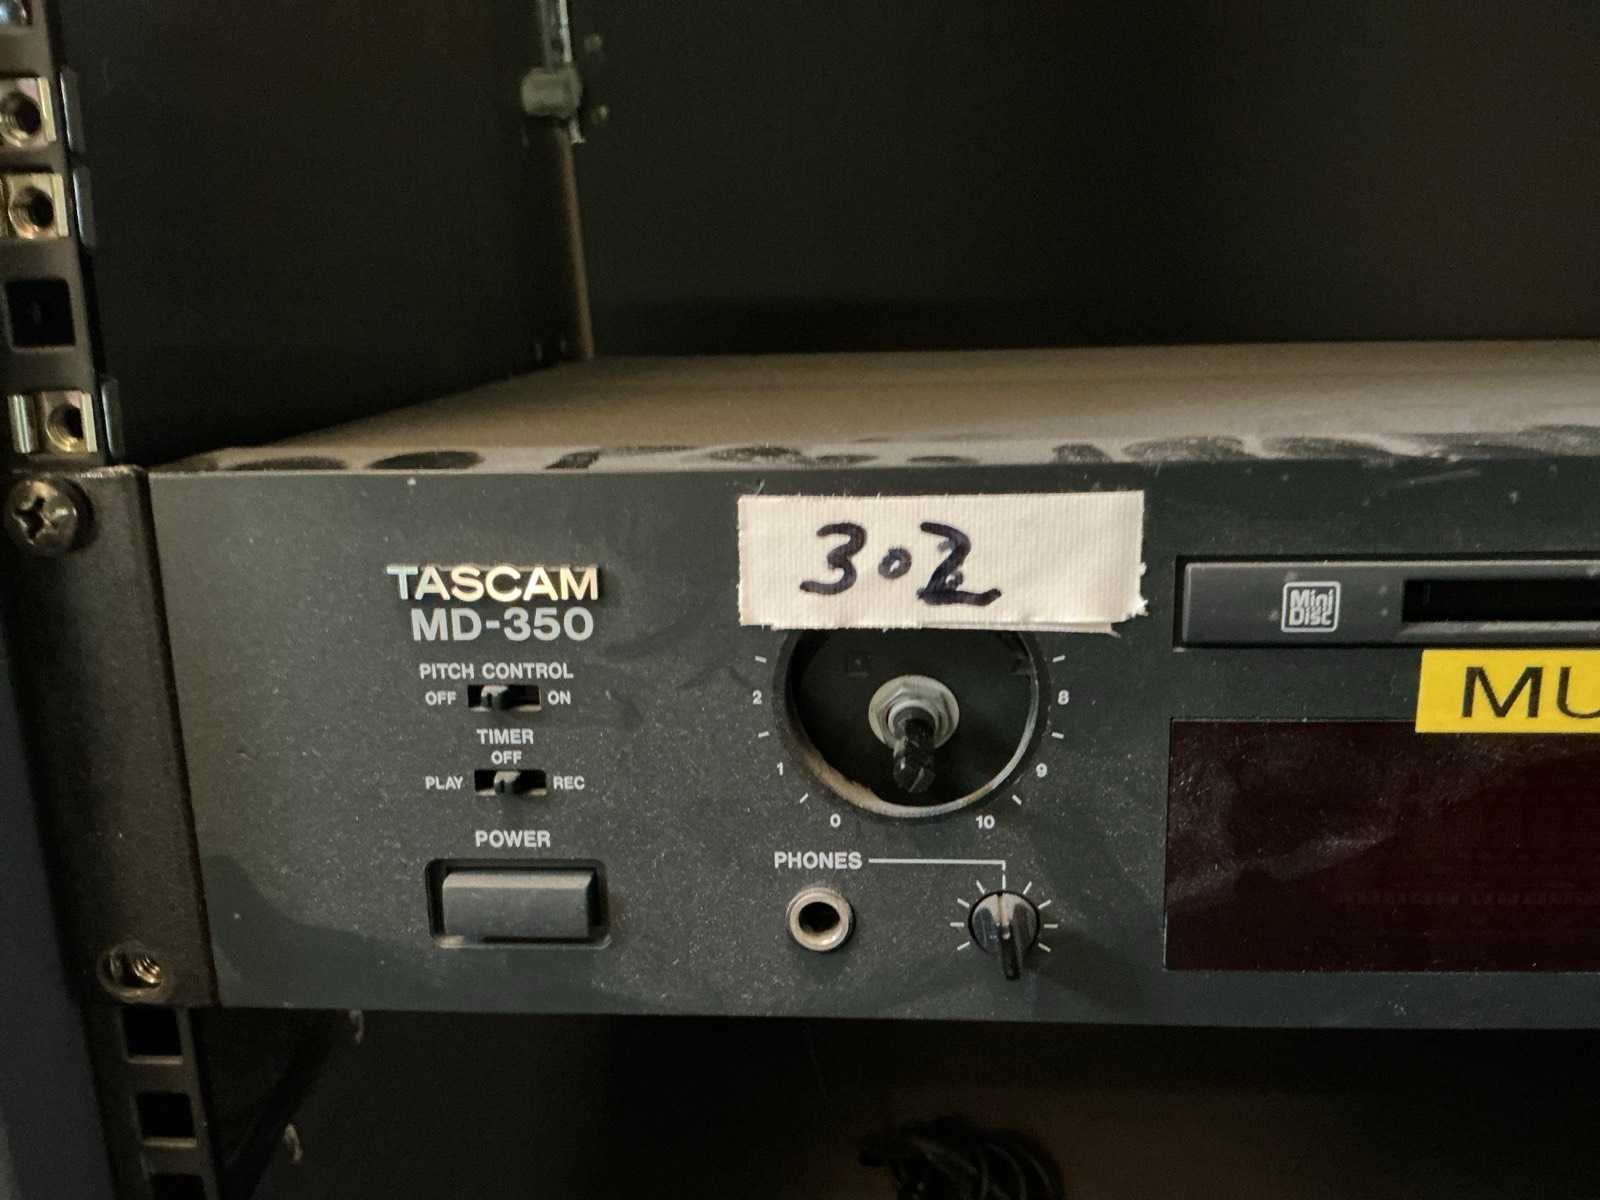 302
TASCAM
MD-350
PITCH CONTROL
OFF ON
TIMER
OFF
PLAY REC
POWER
2 8
1 9
0 10
PHONES
Mini
Disc
MU